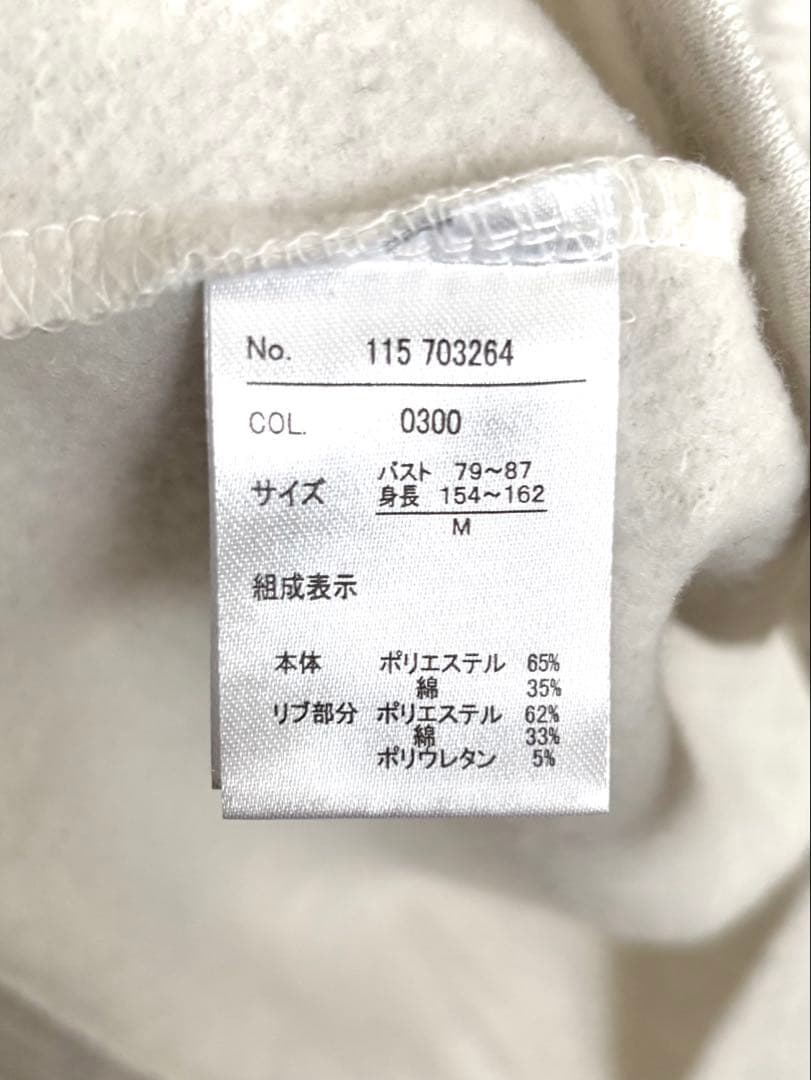 No. 115 703264
COL. 0300
サイズ バスト 79～87
身長 154～162
M
組成表示
本体 ポリエステル 65%
綿 35%
リブ部分 ポリエステル 62%
綿 33%
ポリウレタン 5%